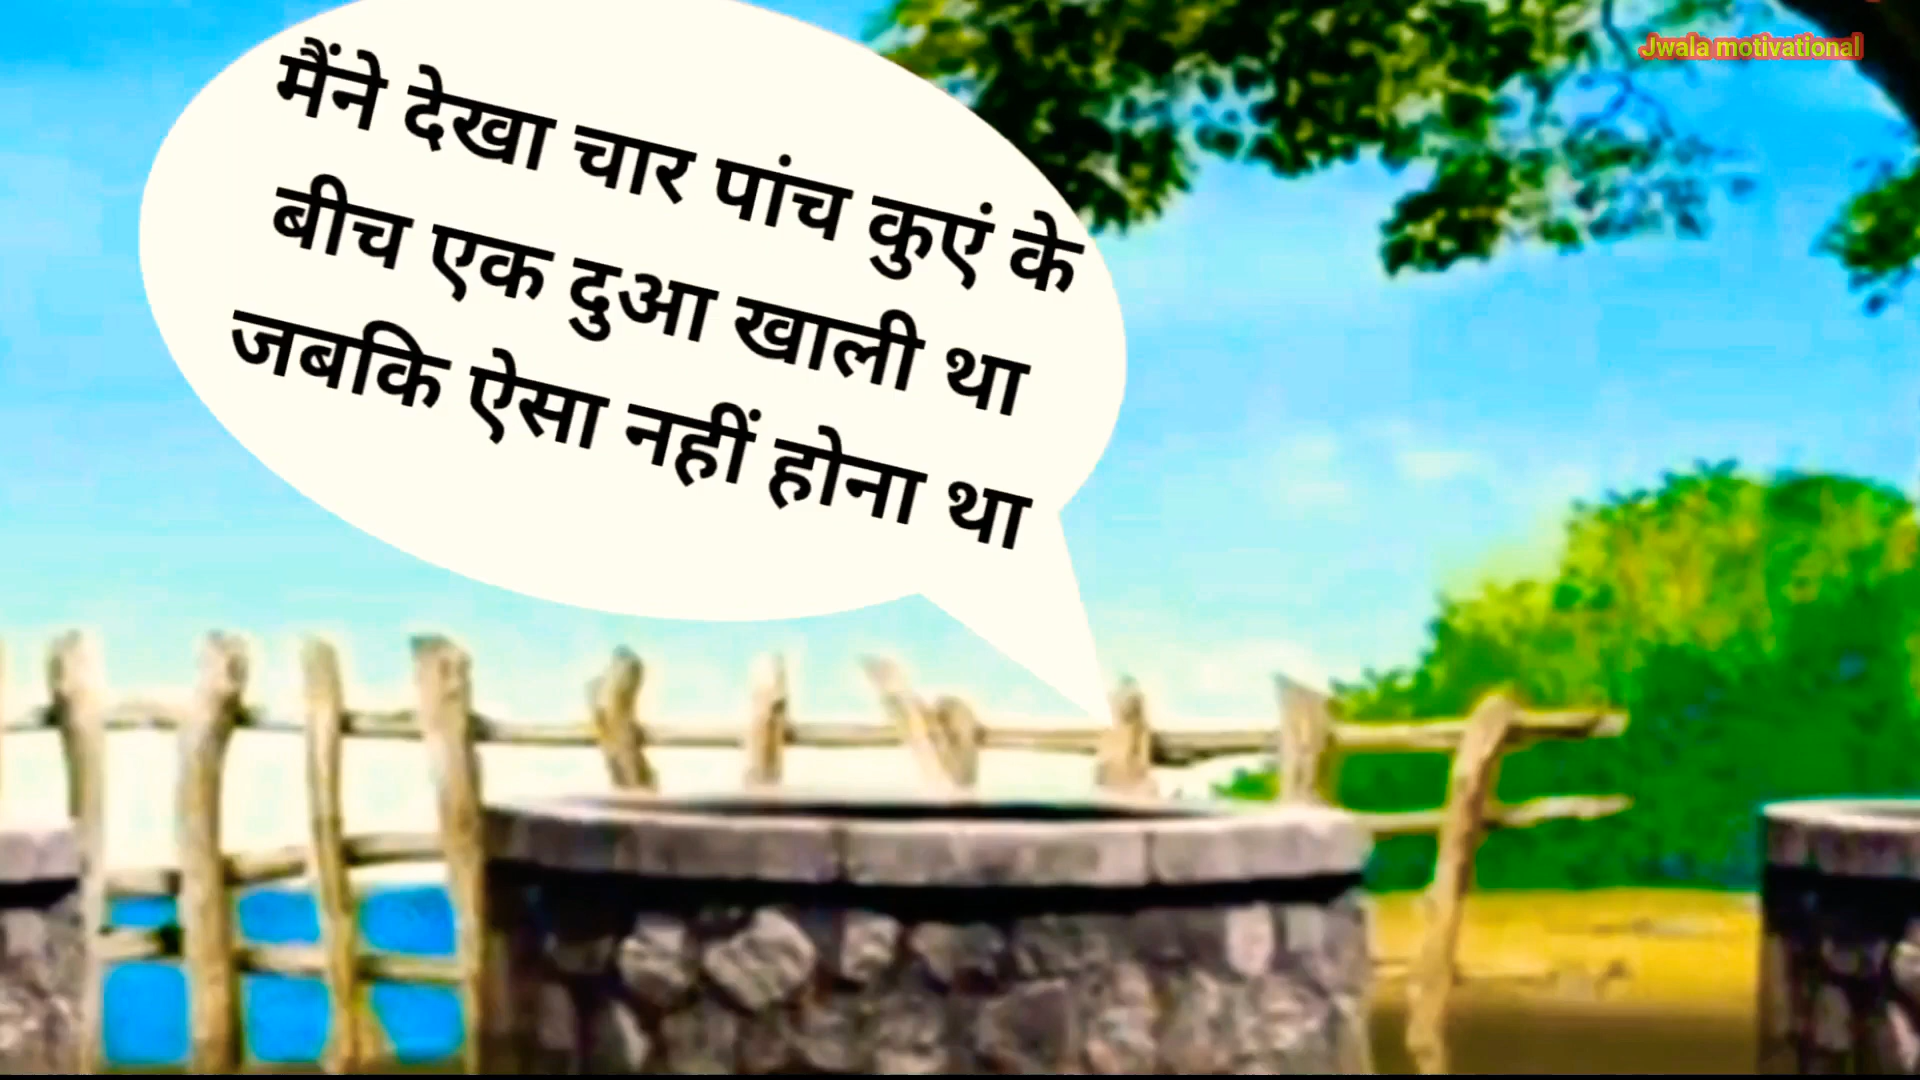 Jwala motivational
मैंने देखा चार पांच कुएं के
बीच एक दुआ खाली था
जबकि ऐसा नहीं होना था